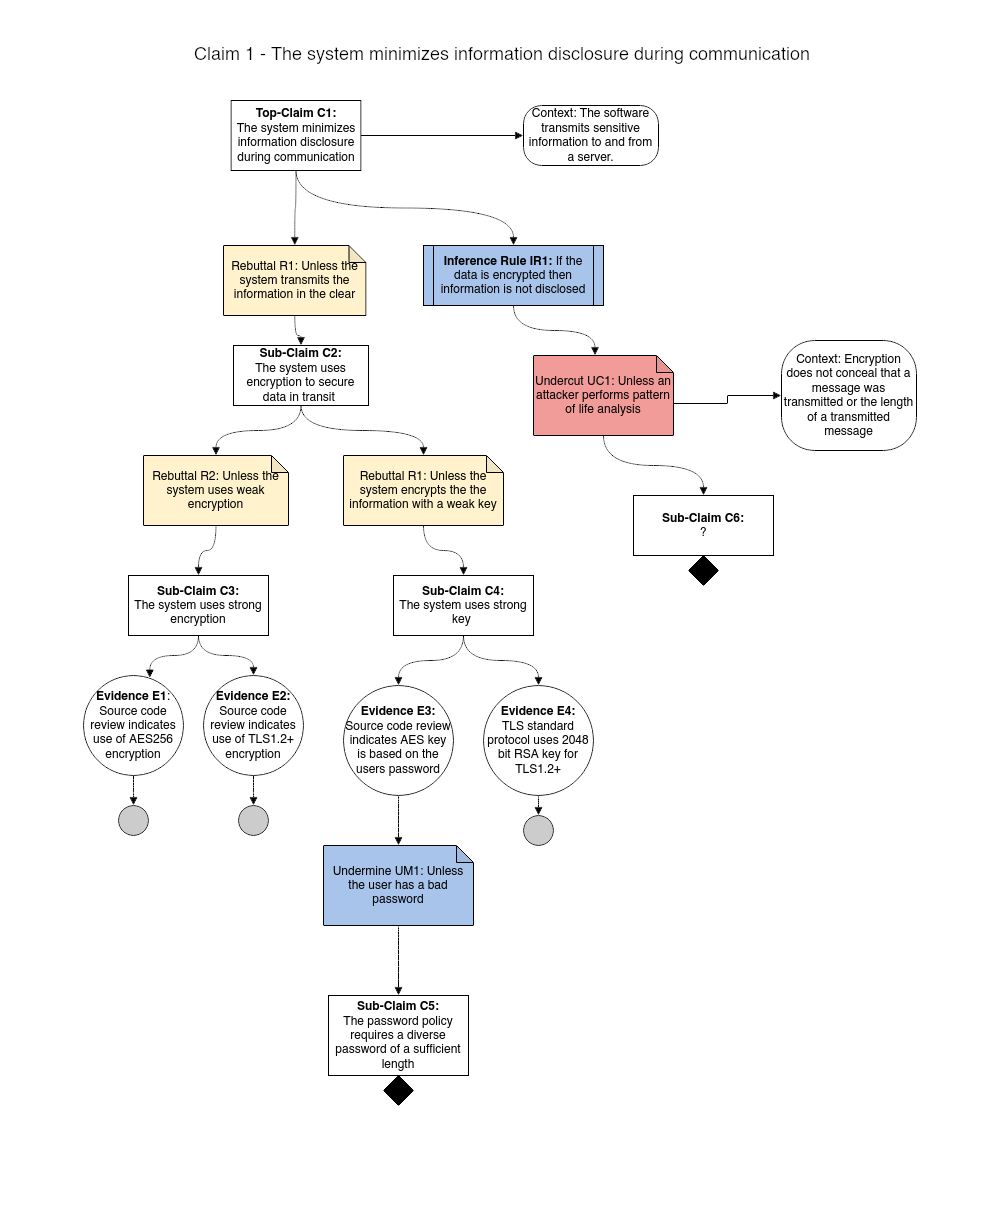 Claim 1 - The system minimizes information disclosure during communication
Top-Claim C1:
The system minimizes
information disclosure
during communication
Context: The software
transmits sensitive
information to and from
a server.
Rebuttal R1: Unless the
system transmits the
information in the clear
Inference Rule IR1: If the
data is encrypted then
information is not disclosed
Sub-Claim C2:
The system uses
encryption to secure
data in transit
Undercut UC1: Unless an
attacker performs pattern
of life analysis
Context: Encryption
does not conceal that a
message was
transmitted or the length
of a transmitted
message
Rebuttal R2: Unless the
system uses weak
encryption
Rebuttal R1: Unless the
system encrypts the the
information with a weak key
Sub-Claim C6:
?
Sub-Claim C3:
The system uses strong
encryption
Sub-Claim C4:
The system uses strong
key
Evidence E1:
Source code
review indicates
use of AES256
encryption
Evidence E2:
Source code
review indicates
use of TLS1.2+
encryption
Evidence E3:
Source code review
indicates AES key
is based on the
users password
Evidence E4:
TLS standard
protocol uses 2048
bit RSA key for
TLS1.2+
Undermine UM1: Unless
the user has a bad
password
Sub-Claim C5:
The password policy
requires a diverse
password of a sufficient
length